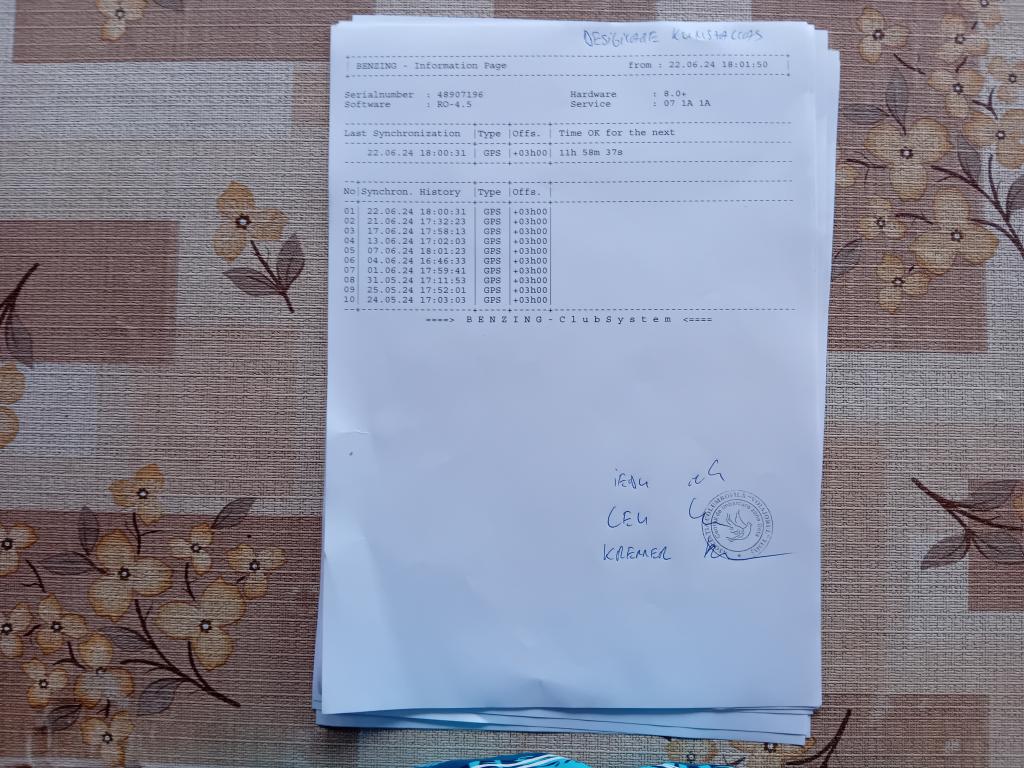 BENZING - Information Page from : 22.06.24 18:01:50
Serialnumber : 48907196 Hardware : 8.0+
Software : RO-4.5 Service : 07 1A 1A
Last Synchronization |Type |Offs. | Time OK for the next
22.06.24 18:00:31 | GPS |+03h00| 11h 58m 37s
No|Synchron. History |Type |Offs. |
01| 22.06.24 18:00:31 | GPS |+03h00|
02| 21.06.24 17:32:23 | GPS |+03h00|
03| 17.06.24 17:58:13 | GPS |+03h00|
04| 13.06.24 17:02:03 | GPS |+03h00|
05| 07.06.24 18:01:23 | GPS |+03h00|
06| 04.06.24 16:46:33 | GPS |+03h00|
07| 01.06.24 17:59:41 | GPS |+03h00|
08| 31.05.24 17:11:53 | GPS |+03h00|
09| 25.05.24 17:52:01 | GPS |+03h00|
10| 24.05.24 17:03:03 | GPS |+03h00|
====> B E N Z I N G - C l u b S y s t e m <====
KREMER